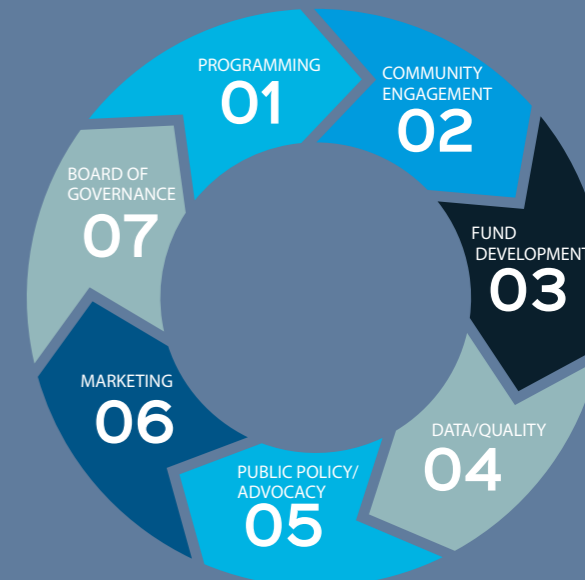 PROGRAMMING
01
COMMUNITY
ENGAGEMENT
02
FUND
DEVELOPMENT
03
DATA/QUALITY
04
PUBLIC POLICY/
ADVOCACY
05
MARKETING
06
BOARD OF
GOVERNANCE
07